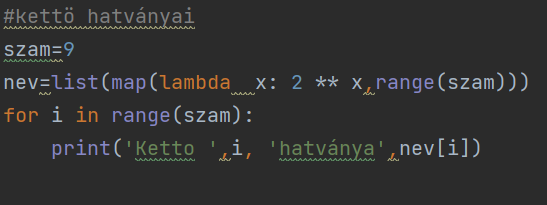 #kettö hatványai
szam=9
nev=list(map(lambda  x: 2 ** x,range(szam)))
for i in range(szam):
    print('Ketto ',i, 'hatványa',nev[i])